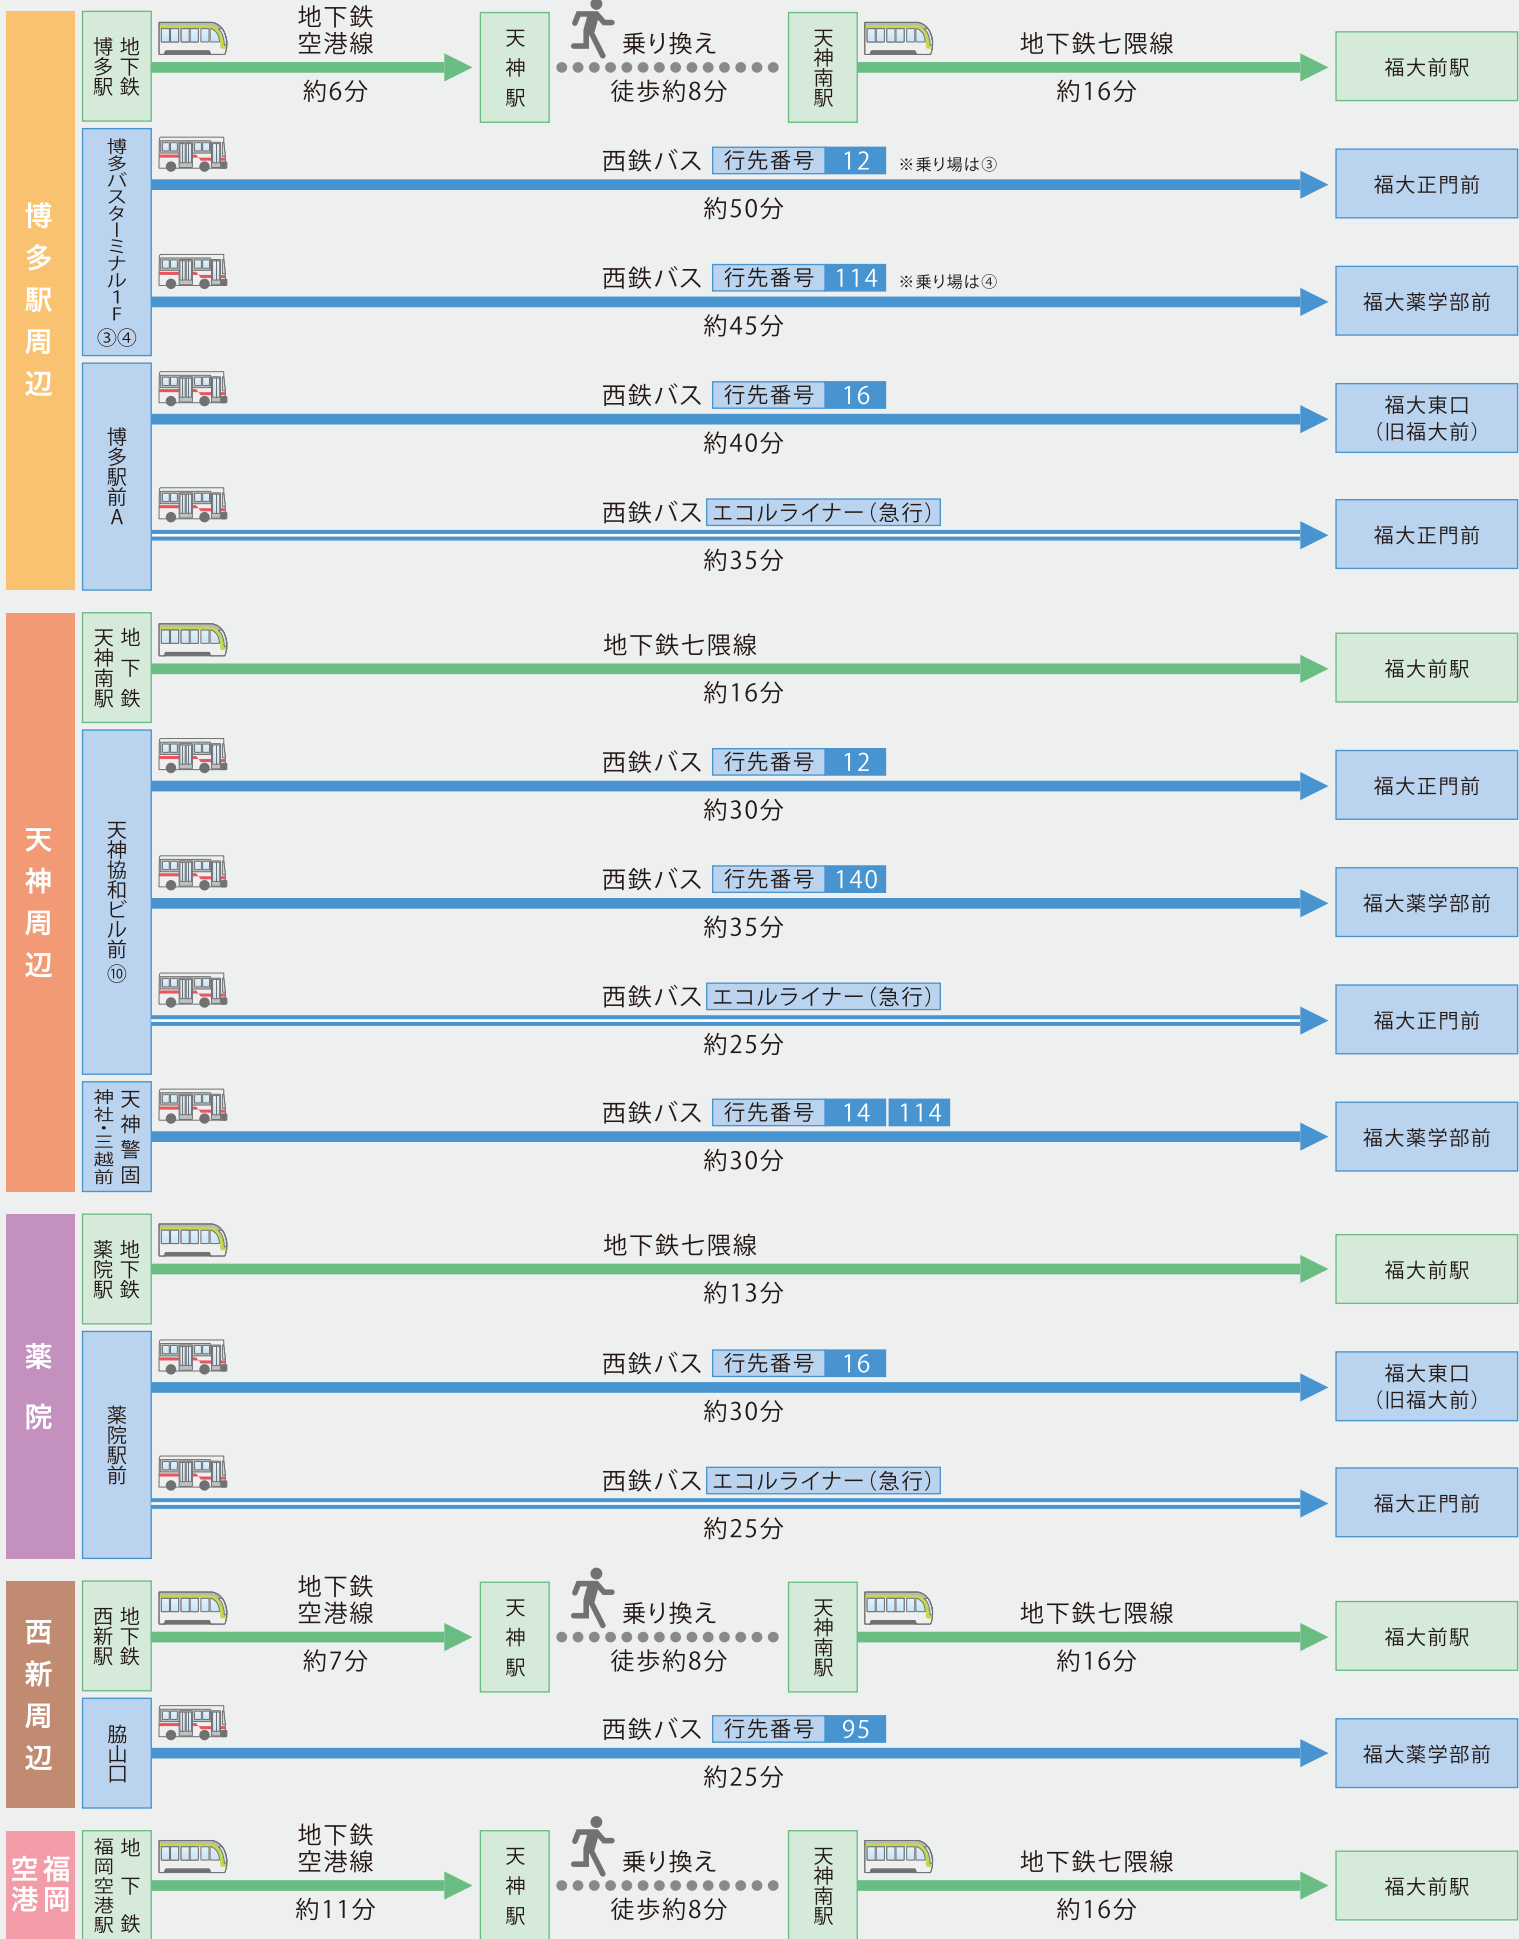 博多駅周辺
地下鉄
博多駅
地下鉄
空港線
約6分
天神駅
乗り換え
徒歩約8分
天神南駅
地下鉄七隈線
約16分
福大前駅
博多バスターミナル1F
③④
西鉄バス 行先番号 12 ※乗り場は③
約50分
福大正門前
西鉄バス 行先番号 114 ※乗り場は④
約45分
福大薬学部前
博多駅前A
西鉄バス 行先番号 16
約40分
福大東口
（旧福大前）
西鉄バス エコルライナー（急行）
約35分
福大正門前
天神周辺
地下鉄
天神南駅
地下鉄七隈線
約16分
福大前駅
天神協和ビル前⑩
西鉄バス 行先番号 12
約30分
福大正門前
西鉄バス 行先番号 140
約35分
福大薬学部前
西鉄バス エコルライナー（急行）
約25分
福大正門前
天神警固
神社・三越前
西鉄バス 行先番号 14 114
約30分
福大薬学部前
薬院
地下鉄
薬院駅
地下鉄七隈線
約13分
福大前駅
薬院駅前
西鉄バス 行先番号 16
約30分
福大東口
（旧福大前）
西鉄バス エコルライナー（急行）
約25分
福大正門前
西新周辺
地下鉄
西新駅
地下鉄
空港線
約7分
天神駅
乗り換え
徒歩約8分
天神南駅
地下鉄七隈線
約16分
福大前駅
脇山口
西鉄バス 行先番号 95
約25分
福大薬学部前
福岡
空港
地下鉄
福岡空港駅
地下鉄
空港線
約11分
天神駅
乗り換え
徒歩約8分
天神南駅
地下鉄七隈線
約16分
福大前駅